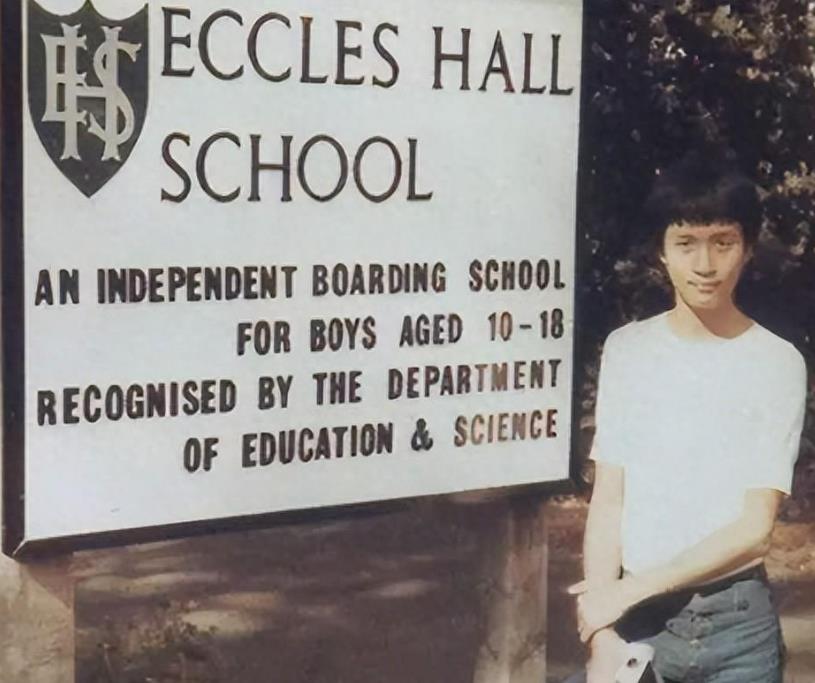 EHS
ECCLES HALL
SCHOOL
AN INDEPENDENT BOARDING SCHOOL
FOR BOYS AGED 10-18
RECOGNISED BY THE DEPARTMENT
OF EDUCATION & SCIENCE